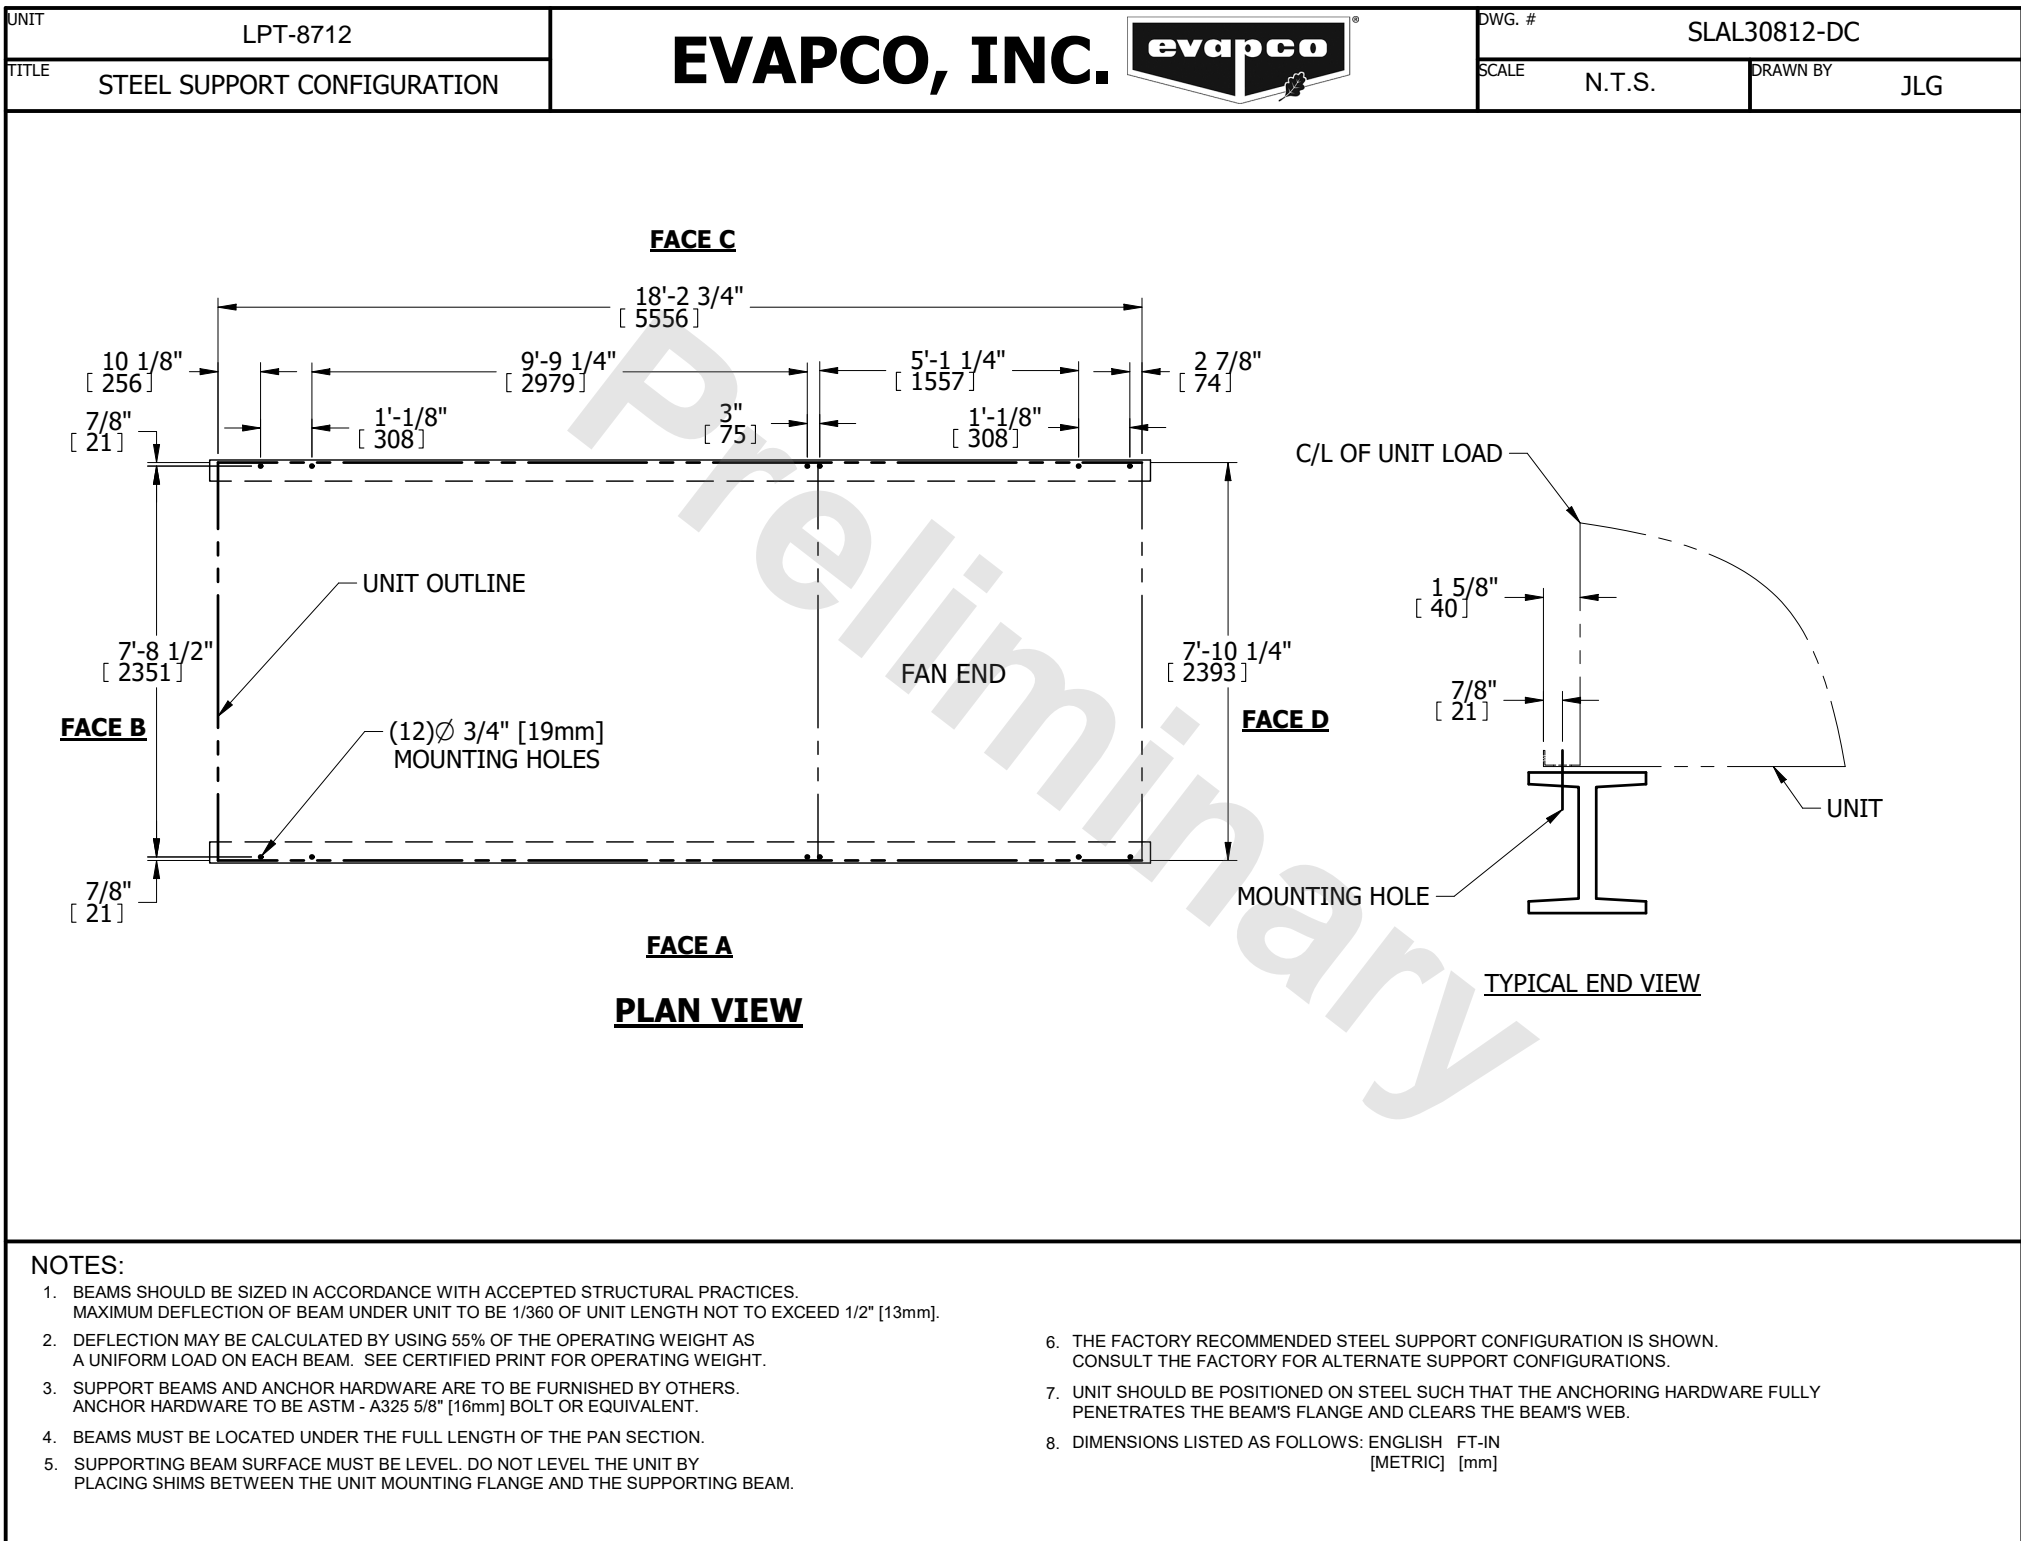 UNIT
LPT-8712
TITLE
STEEL SUPPORT CONFIGURATION
EVAPCO, INC.
evapco
®
DWG. #
SLAL30812-DC
SCALE
N.T.S.
DRAWN BY
JLG
FACE C
18'-2 3/4"
[ 5556 ]
10 1/8"
[ 256 ]
9'-9 1/4"
[ 2979 ]
5'-1 1/4"
[ 1557 ]
2 7/8"
[ 74 ]
7/8"
[ 21 ]
1'-1/8"
[ 308 ]
3"
[ 75 ]
1'-1/8"
[ 308 ]
C/L OF UNIT LOAD
UNIT OUTLINE
1 5/8"
[ 40 ]
7'-8 1/2"
[ 2351 ]
FAN END
7'-10 1/4"
[ 2393 ]
7/8"
[ 21 ]
FACE B
(12)∅ 3/4" [19mm]
MOUNTING HOLES
FACE D
UNIT
7/8"
[ 21 ]
MOUNTING HOLE
FACE A
TYPICAL END VIEW
PLAN VIEW
Preliminary
NOTES:
1. BEAMS SHOULD BE SIZED IN ACCORDANCE WITH ACCEPTED STRUCTURAL PRACTICES.
MAXIMUM DEFLECTION OF BEAM UNDER UNIT TO BE 1/360 OF UNIT LENGTH NOT TO EXCEED 1/2" [13mm].
2. DEFLECTION MAY BE CALCULATED BY USING 55% OF THE OPERATING WEIGHT AS
A UNIFORM LOAD ON EACH BEAM. SEE CERTIFIED PRINT FOR OPERATING WEIGHT.
3. SUPPORT BEAMS AND ANCHOR HARDWARE ARE TO BE FURNISHED BY OTHERS.
ANCHOR HARDWARE TO BE ASTM - A325 5/8" [16mm] BOLT OR EQUIVALENT.
4. BEAMS MUST BE LOCATED UNDER THE FULL LENGTH OF THE PAN SECTION.
5. SUPPORTING BEAM SURFACE MUST BE LEVEL. DO NOT LEVEL THE UNIT BY
PLACING SHIMS BETWEEN THE UNIT MOUNTING FLANGE AND THE SUPPORTING BEAM.
6. THE FACTORY RECOMMENDED STEEL SUPPORT CONFIGURATION IS SHOWN.
CONSULT THE FACTORY FOR ALTERNATE SUPPORT CONFIGURATIONS.
7. UNIT SHOULD BE POSITIONED ON STEEL SUCH THAT THE ANCHORING HARDWARE FULLY
PENETRATES THE BEAM'S FLANGE AND CLEARS THE BEAM'S WEB.
8. DIMENSIONS LISTED AS FOLLOWS: ENGLISH FT-IN
[METRIC] [mm]